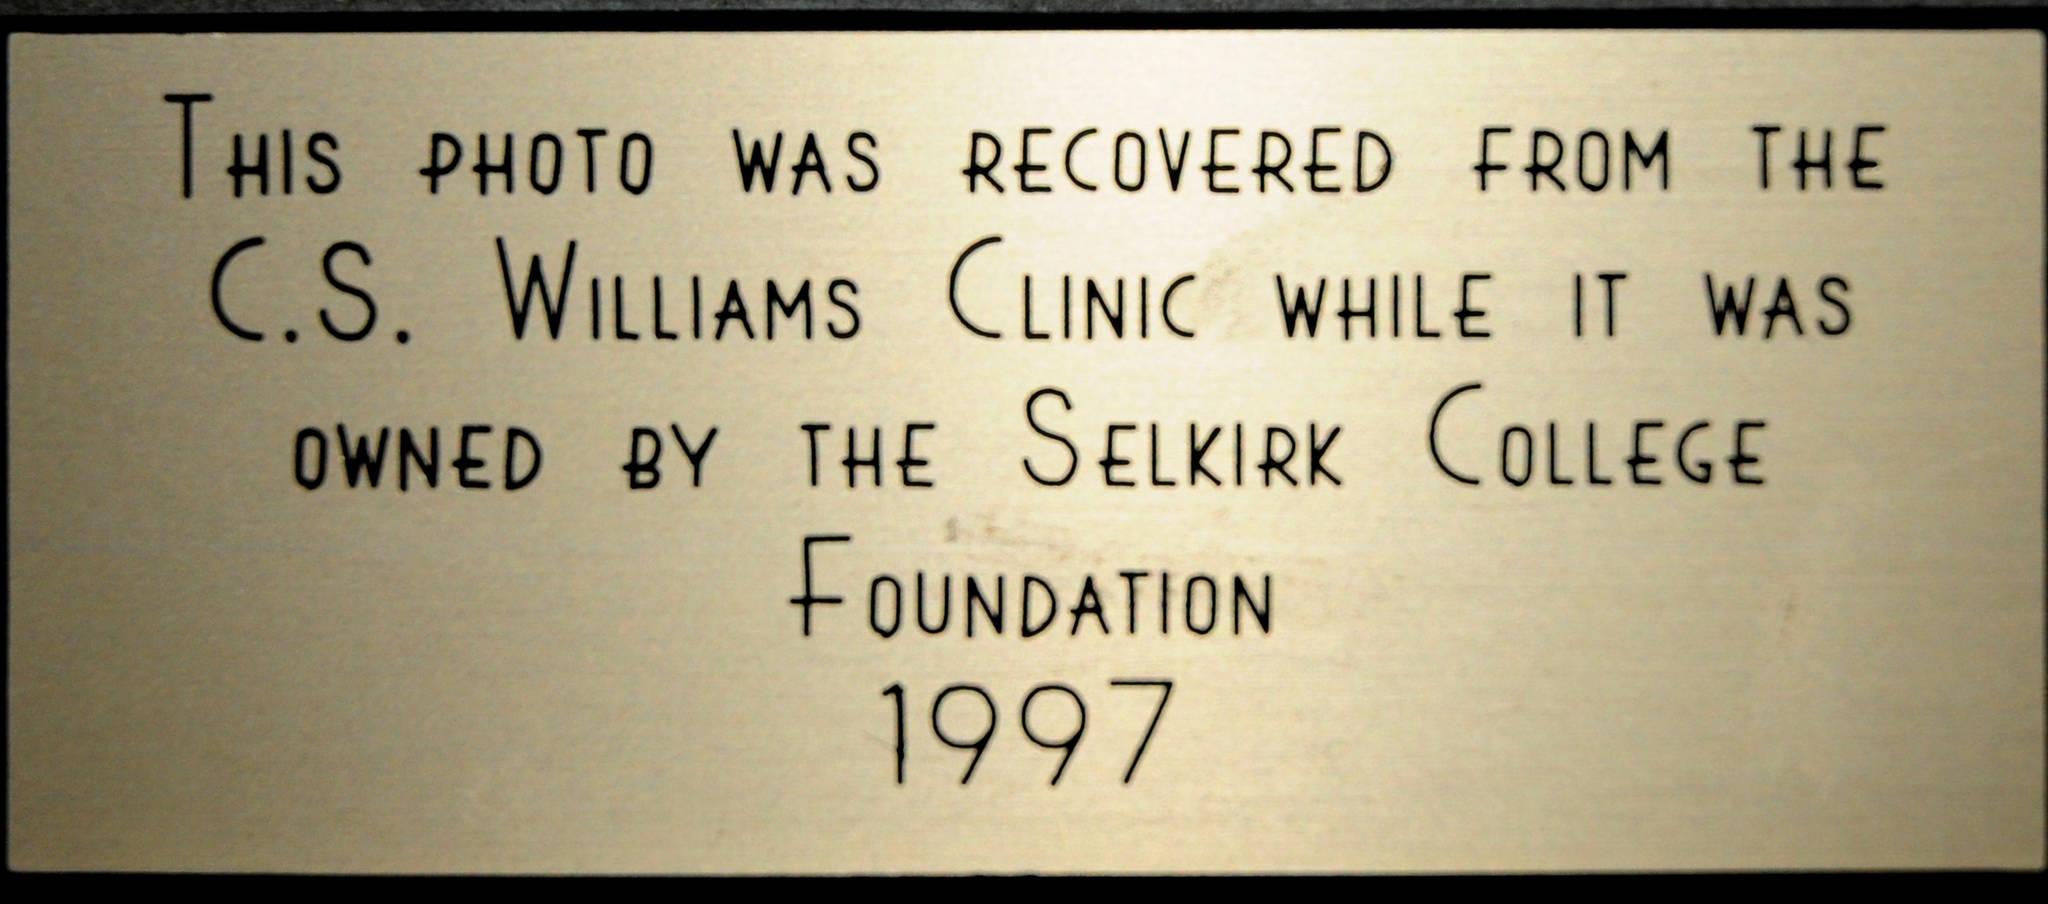 This photo was recovered from the
C.S. Williams Clinic while it was
owned by the Selkirk College
Foundation
1997